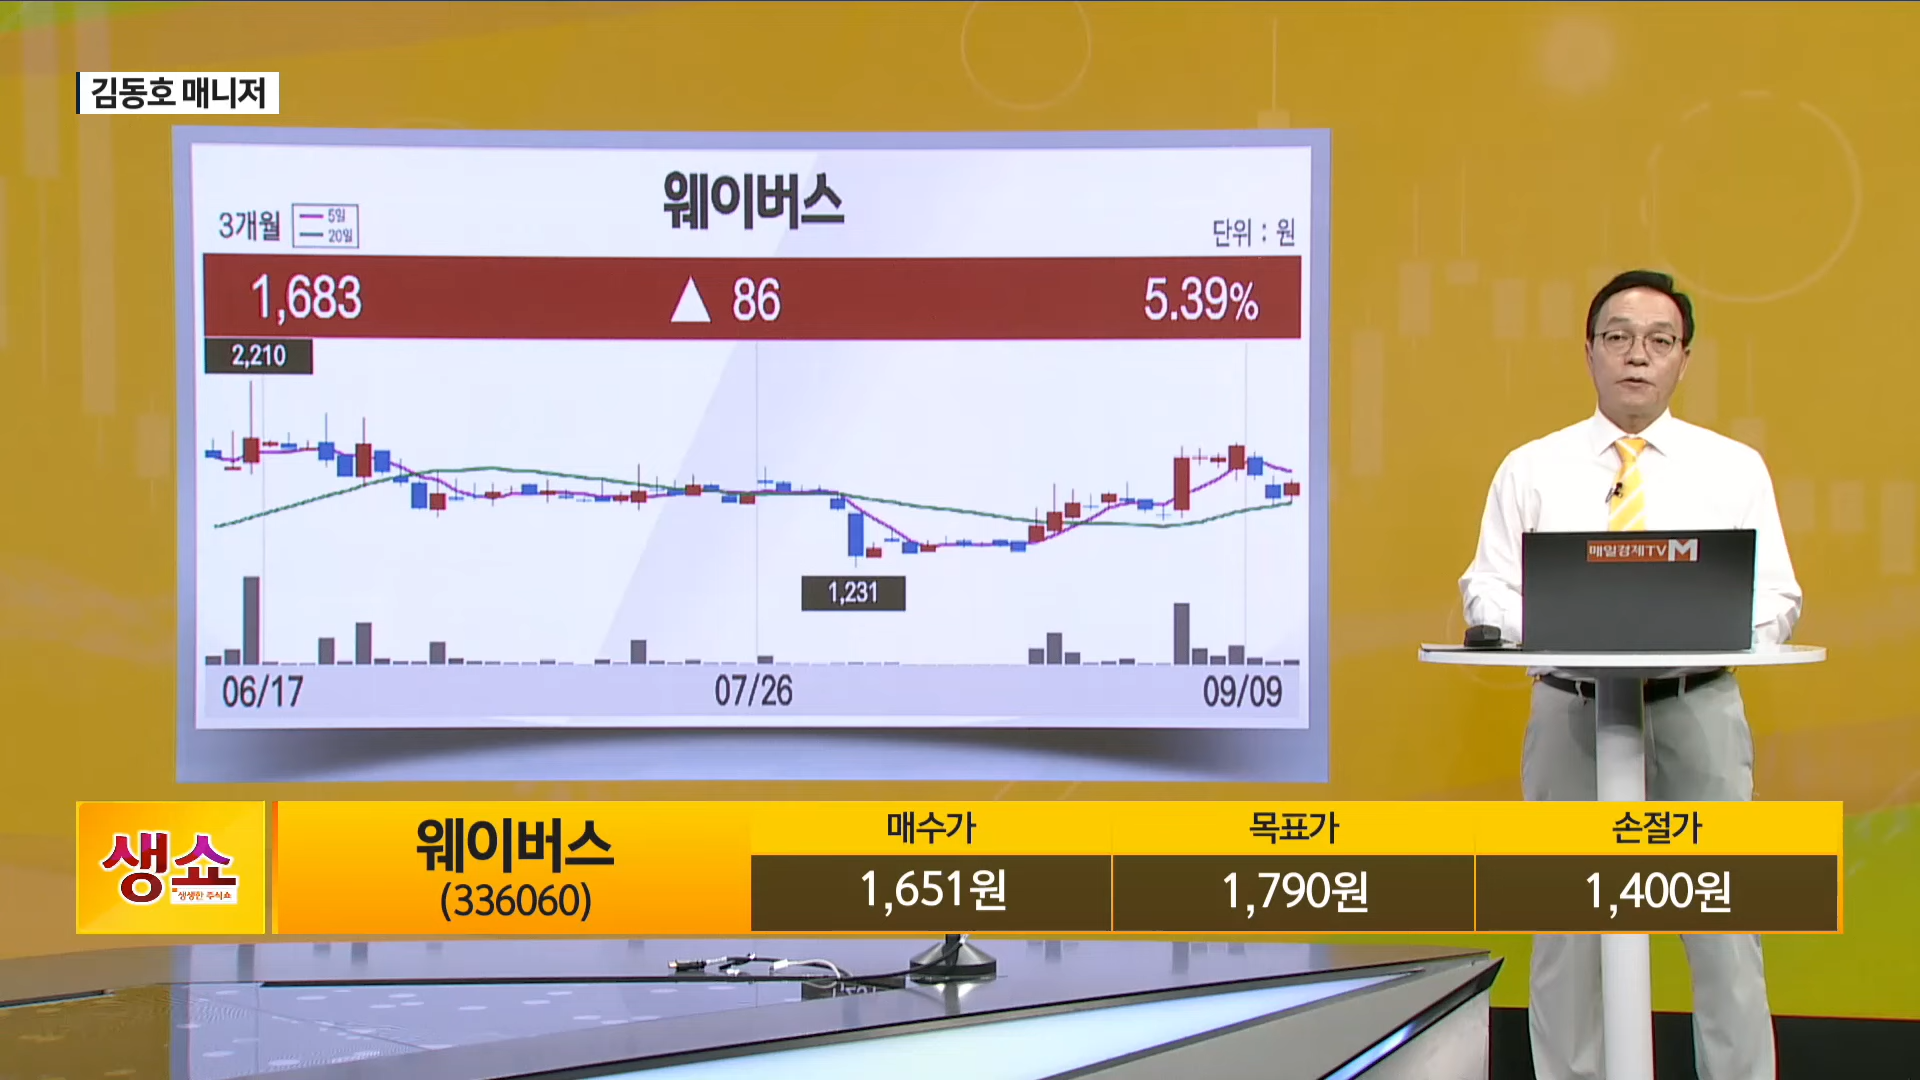 김동호 매니저
웨이버스
3개월
5일
20일
단위 : 원
1,683 ▲ 86 5.39%
2,210
1,231
06/17 07/26 09/09
매일경제TV M
생쇼
생생한 주식쇼
웨이버스
(336060)
매수가 목표가 손절가
1,651원 1,790원 1,400원